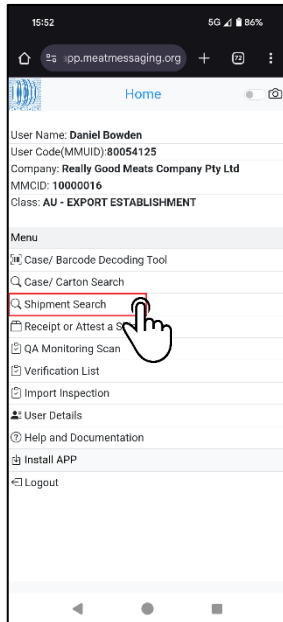 15:52 5G 86%
app.meatmessaging.org 72
Home
User Name: Daniel Bowden
User Code(MMUID):80054125
Company: Really Good Meats Company Pty Ltd
MMCID: 10000016
Class: AU - EXPORT ESTABLISHMENT
Menu
Case/ Barcode Decoding Tool
Case/ Carton Search
Shipment Search
Receipt or Attest a S
QA Monitoring Scan
Verification List
Import Inspection
User Details
Help and Documentation
Install APP
Logout